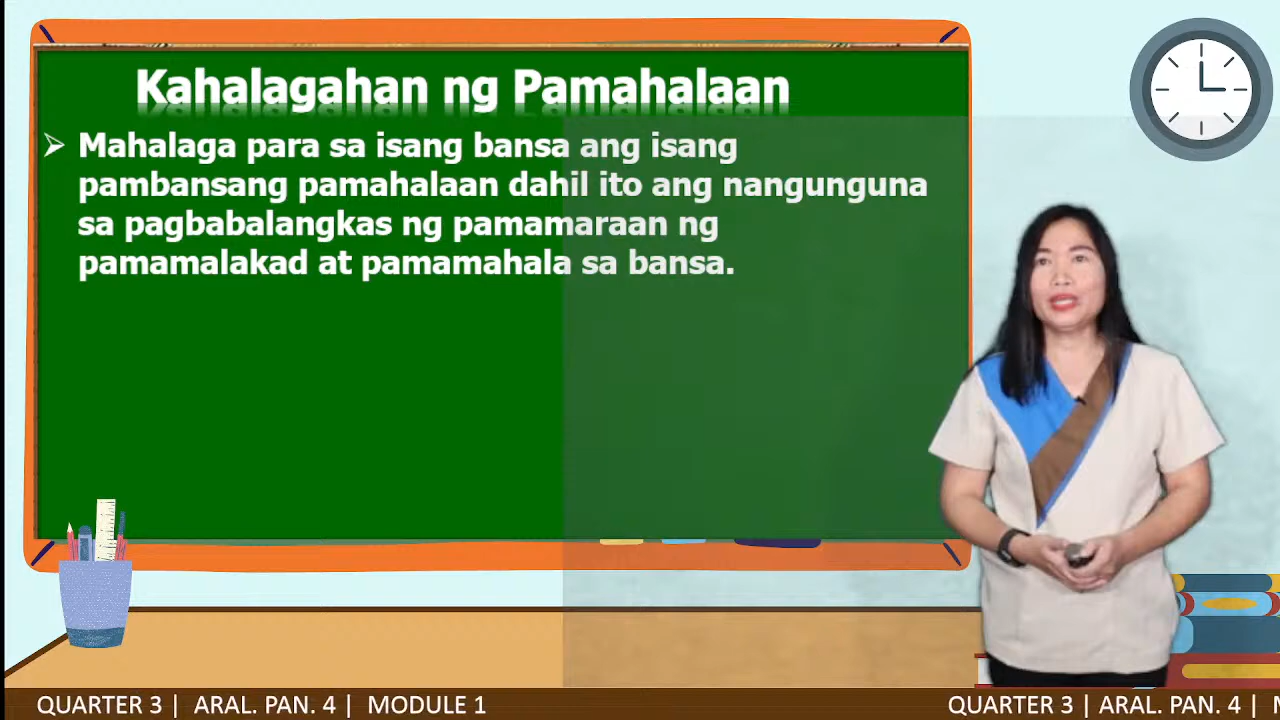 Kahalagahan ng Pamahalaan
➢ Mahalaga para sa isang bansa ang isang
pambansang pamahalaan dahil ito ang nangunguna
sa pagbabalangkas ng pamamaraan ng
pamamalakad at pamamahala sa bansa.
QUARTER 3 | ARAL. PAN. 4 | MODULE 1
QUARTER 3 | ARAL. PAN. 4 | M